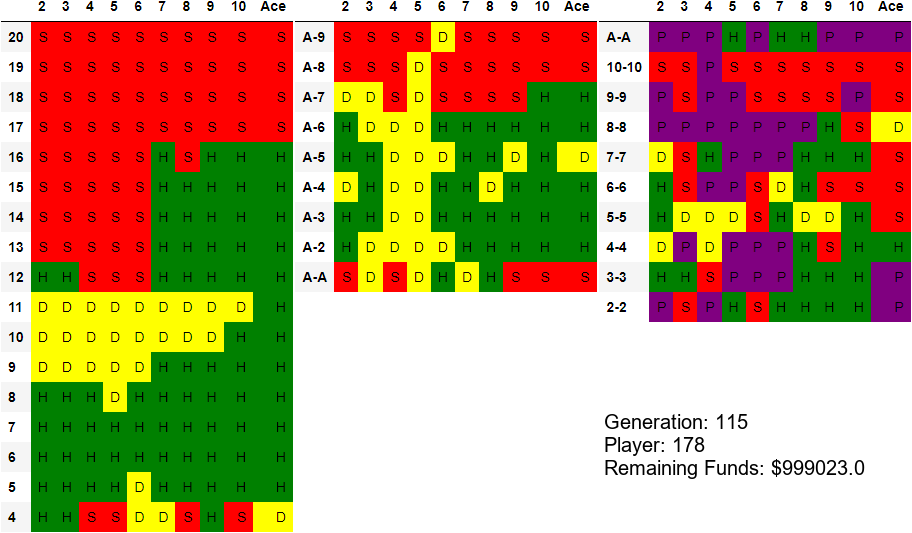 2 3 4 5 6 7 8 9 10 Ace
20 S S S S S S S S S S
19 S S S S S S S S S S
18 S S S S S S S S S S
17 S S S S S S S S S S
16 S S S S S H S H H H
15 S S S S S H H H H H
14 S S S S S H H H H H
13 S S S S S H H H H H
12 H H S S S H H H H H
11 D D D D D D D D D H
10 D D D D D D D D H H
9 D D D D D H H H H H
8 H H H D H H H H H H
7 H H H H H H H H H H
6 H H H H H H H H H H
5 H H H H D H H H H H
4 H H S S D D S H S D
2 3 4 5 6 7 8 9 10 Ace
A-9 S S S S D S S S S S
A-8 S S S D S S S S S S
A-7 D D S D S S S S H H
A-6 H D D D H H H H H H
A-5 H H D D D H H D H D
A-4 D H D D H H D H H H
A-3 H H D D H H H H H H
A-2 H D D D D H H H H H
A-A S D S D H D H S S S
2 3 4 5 6 7 8 9 10 Ace
A-A P P P H P H H P P P
10-10 S S P S S S S S S S
9-9 P S P P S S S S P S
8-8 P P P P P P P H S D
7-7 D S H P P P H H H S
6-6 H S P P S D H S S S
5-5 H D D D S H D D H S
4-4 D P D P P P H S H H
3-3 H H S P P P H H H P
2-2 P S P H S H H H H P
Generation: 115
Player: 178
Remaining Funds: $999023.0